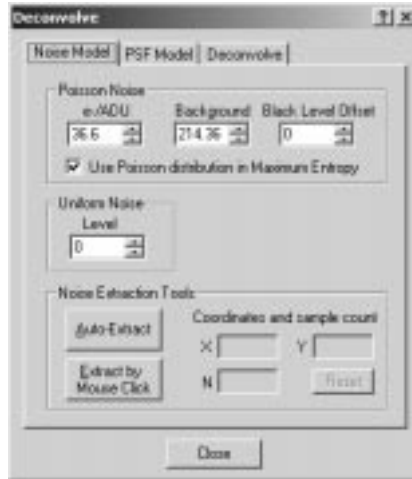 Deconvolve
Noise Model PSF Model Deconvolve
Poisson Noise
e-/ADU Background Black Level Offset
36.6 214.36 0
Use Poisson distribution in Maximum Entropy
Uniform Noise
Level
0
Noise Extraction Tools
Auto-Extract
Coordinates and sample count
X Y
Extract by Mouse Click
N Reset
Close